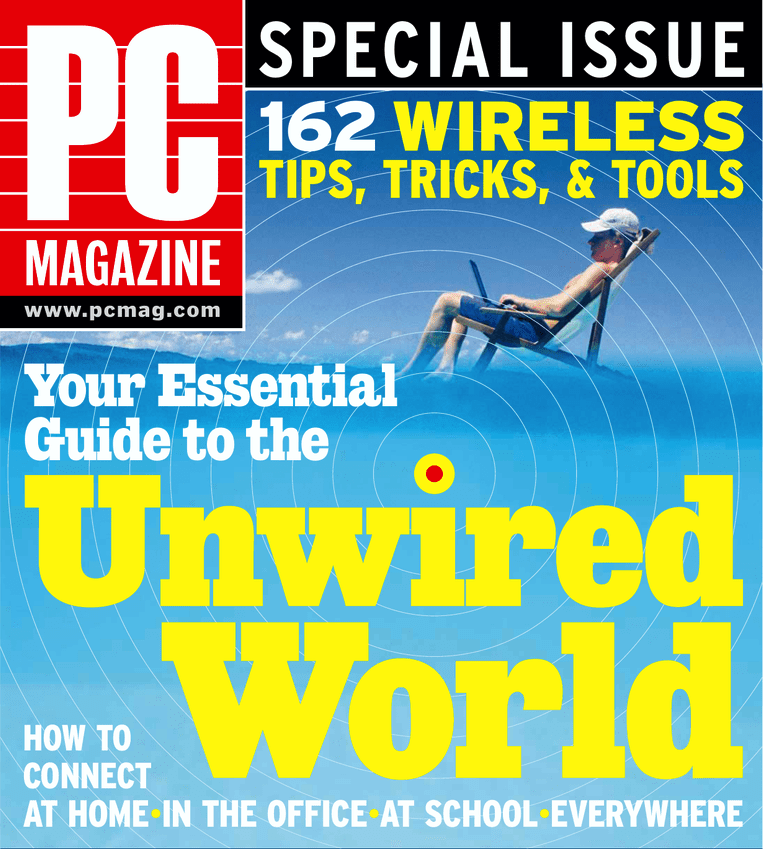 PC
MAGAZINE
www.pcmag.com
SPECIAL ISSUE
162 WIRELESS
TIPS, TRICKS, & TOOLS
Your Essential
Guide to the
Unwired
World
HOW TO
CONNECT
AT HOME•IN THE OFFICE•AT SCHOOL•EVERYWHERE